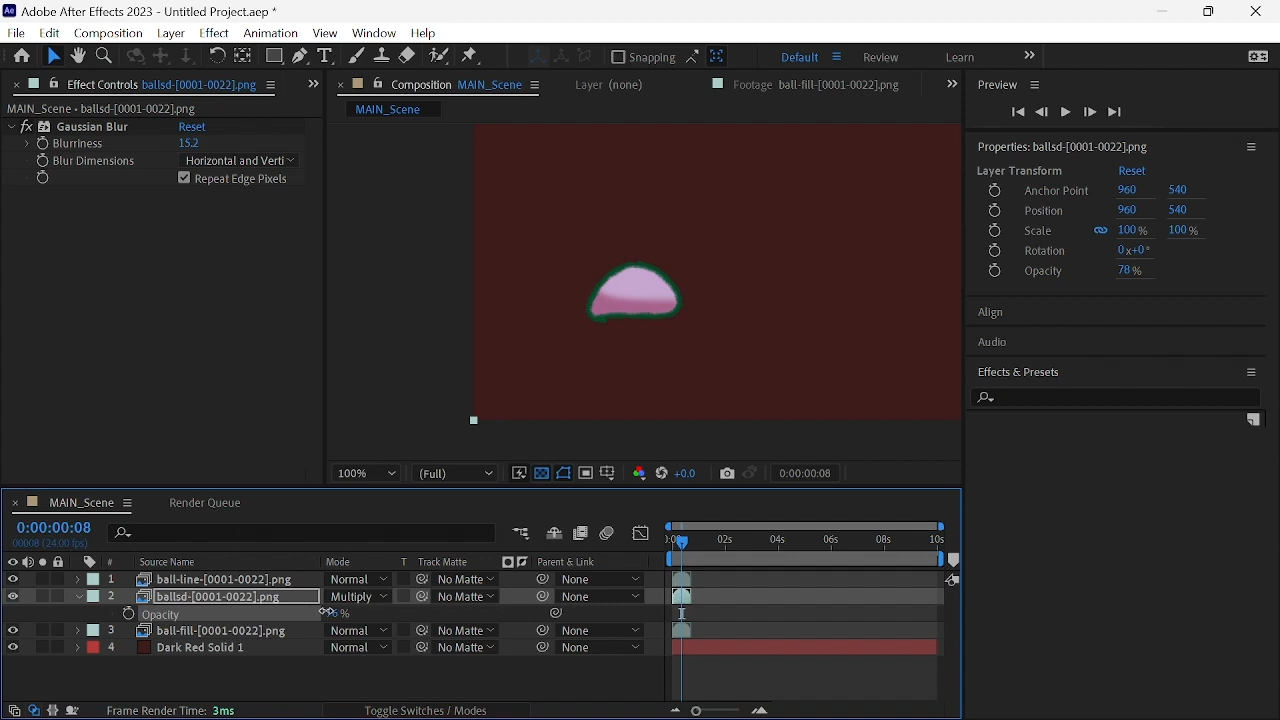 Adobe After Effects 2023 - Untitled Project.aep *
File Edit Composition Layer Effect Animation View Window Help
Snapping Default Review Learn
Effect Controls ballsd-[0001-0022].png
MAIN_Scene • ballsd-[0001-0022].png
fx Gaussian Blur Reset
Blurriness 15.2
Blur Dimensions Horizontal and Verti
Repeat Edge Pixels
Composition MAIN_Scene Layer (none) Footage ball-fill-[0001-0022].png
MAIN_Scene
100% (Full) +0.0 0:00:00:08
Preview
Properties: ballsd-[0001-0022].png
Layer Transform Reset
Anchor Point 960 540
Position 960 540
Scale 100 % 100 %
Rotation 0x+0°
Opacity 78 %
Align
Audio
Effects & Presets
MAIN_Scene Render Queue
0:00:00:08
00008 (24.00 fps)
02s 04s 06s 08s 10s
# Source Name Mode T Track Matte Parent & Link
1 ball-line-[0001-0022].png Normal No Matte None
2 ballsd-[0001-0022].png Multiply No Matte None
Opacity %
3 ball-fill-[0001-0022].png Normal No Matte None
4 Dark Red Solid 1 Normal No Matte None
Frame Render Time: 3ms Toggle Switches / Modes